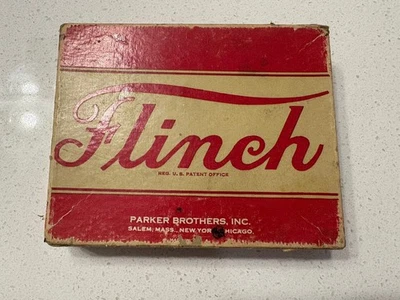 Flinch
REG. U. S. PATENT OFFICE
PARKER BROTHERS, INC.
SALEM, MASS., NEW YORK, CHICAGO.